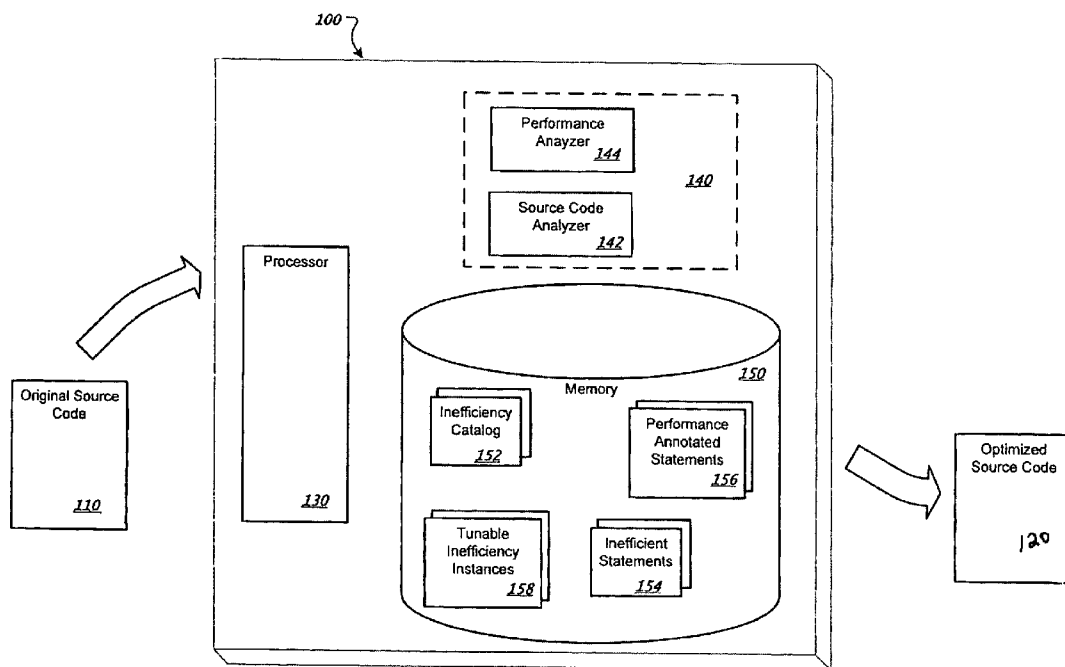 100
Performance
Anayzer
144
140
Source Code
Analyzer
142
Processor
130
Original Source
Code
110
150
Memory
Inefficiency
Catalog
152
Performance
Annotated
Statements
156
Tunable
Inefficiency
Instances
158
Inefficient
Statements
154
Optimized
Source Code
120